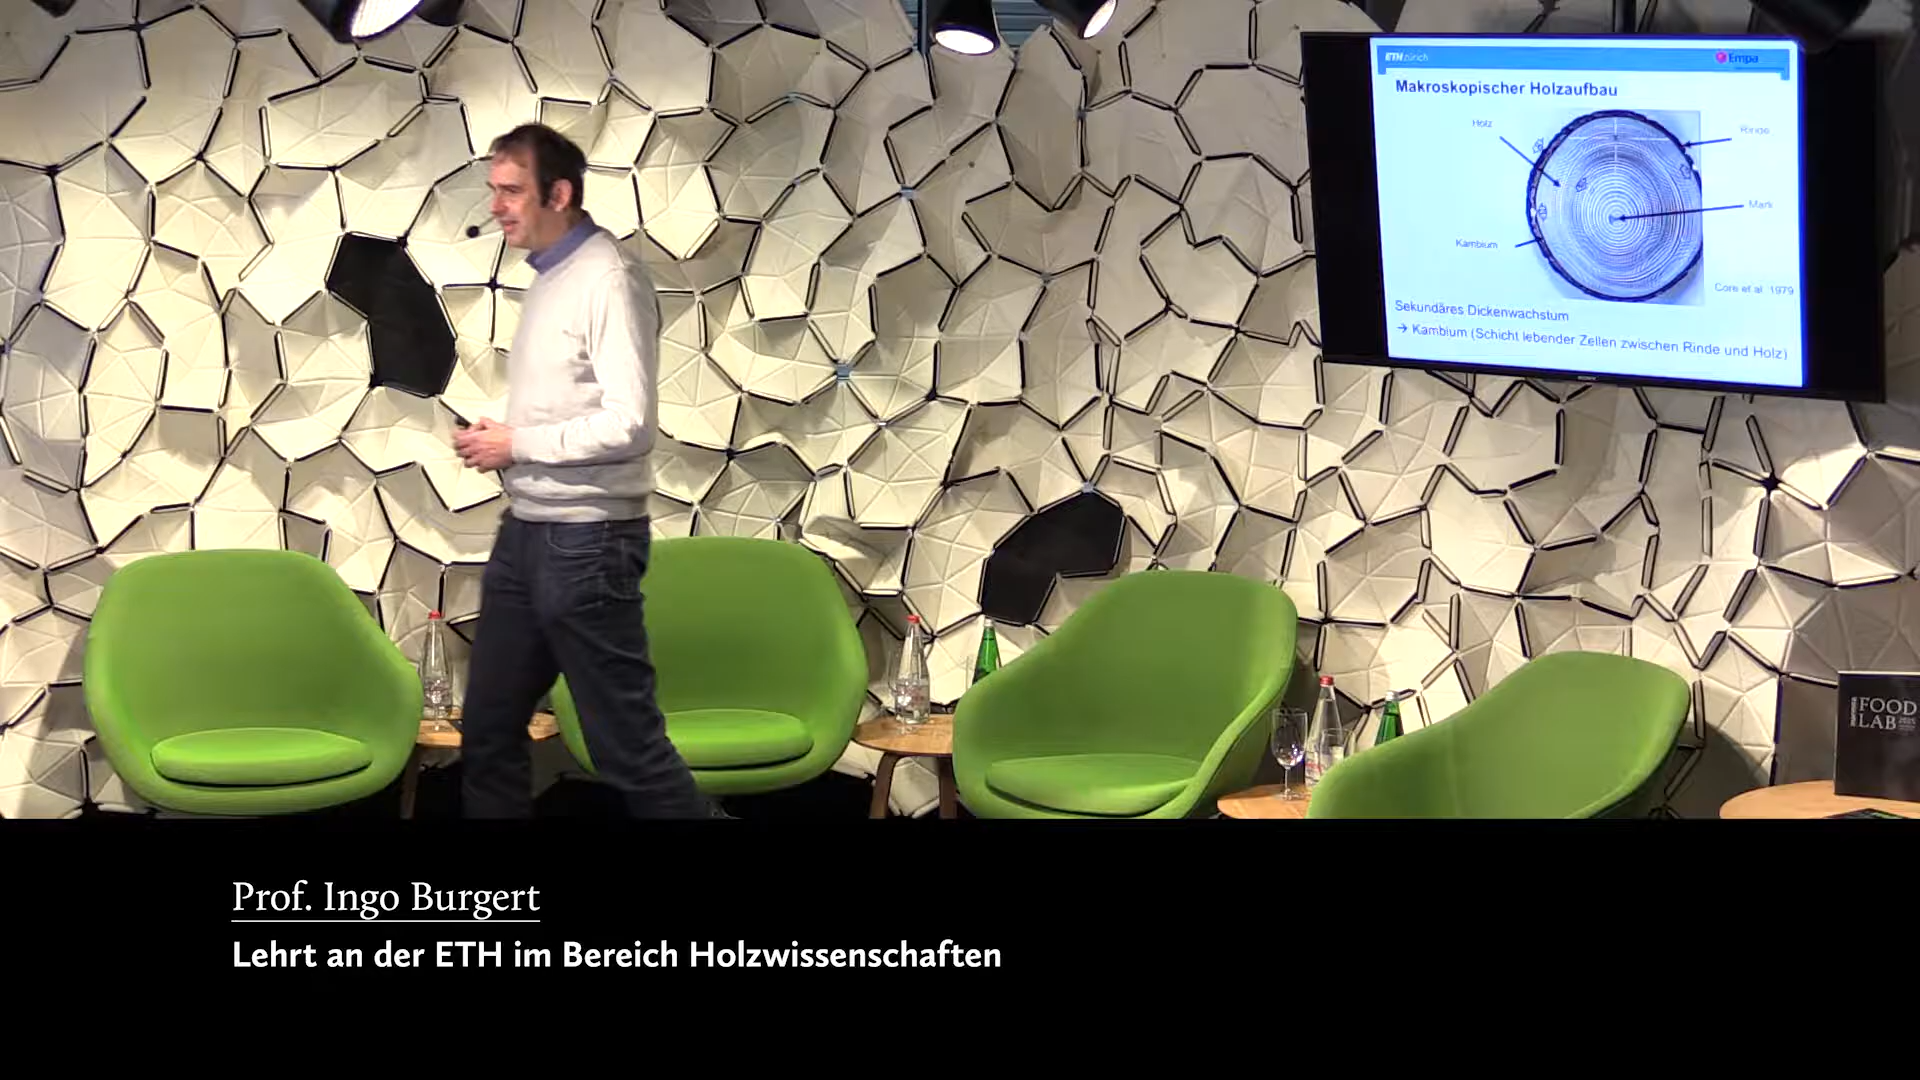 ETH zürich
Empa
Makroskopischer Holzaufbau
Holz
Rinde
Mark
Kambium
Core et al. 1979
Sekundäres Dickenwachstum
→ Kambium (Schicht lebender Zellen zwischen Rinde und Holz)
FOOD
LAB 2015
Prof. Ingo Burgert
Lehrt an der ETH im Bereich Holzwissenschaften